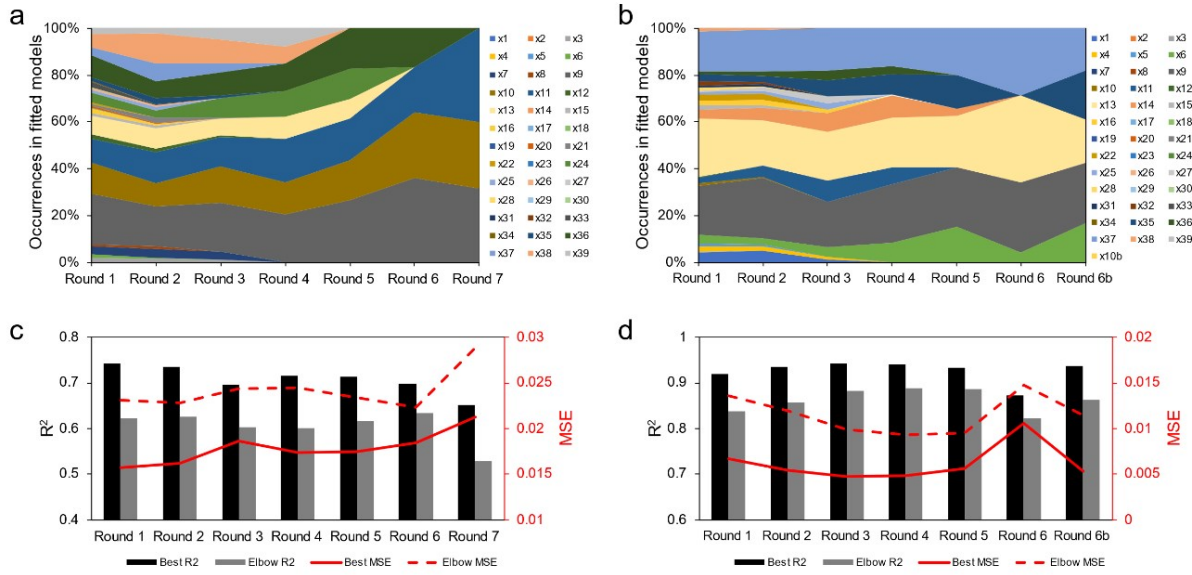 a
Occurrences in fitted models
100%
80%
60%
40%
20%
0%
Round 1 Round 2 Round 3 Round 4 Round 5 Round 6 Round 7
x1 x2 x3
x4 x5 x6
x7 x8 x9
x10 x11 x12
x13 x14 x15
x16 x17 x18
x19 x20 x21
x22 x23 x24
x25 x26 x27
x28 x29 x30
x31 x32 x33
x34 x35 x36
x37 x38 x39
b
Occurrences in fitted models
100%
80%
60%
40%
20%
0%
Round 1 Round 2 Round 3 Round 4 Round 5 Round 6 Round 6b
x1 x2 x3
x4 x5 x6
x7 x8 x9
x10 x11 x12
x13 x14 x15
x16 x17 x18
x19 x20 x21
x22 x23 x24
x25 x26 x27
x28 x29 x30
x31 x32 x33
x34 x35 x36
x37 x38 x39
x10b
c
R²
0.8
0.7
0.6
0.5
0.4
0.03
0.025
0.02
0.015
0.01
MSE
Round 1 Round 2 Round 3 Round 4 Round 5 Round 6 Round 7
Best R2 Elbow R2 Best MSE Elbow MSE
d
R²
1
0.9
0.8
0.7
0.6
0.02
0.015
0.01
0.005
0
MSE
Round 1 Round 2 Round 3 Round 4 Round 5 Round 6 Round 6b
Best R2 Elbow R2 Best MSE Elbow MSE